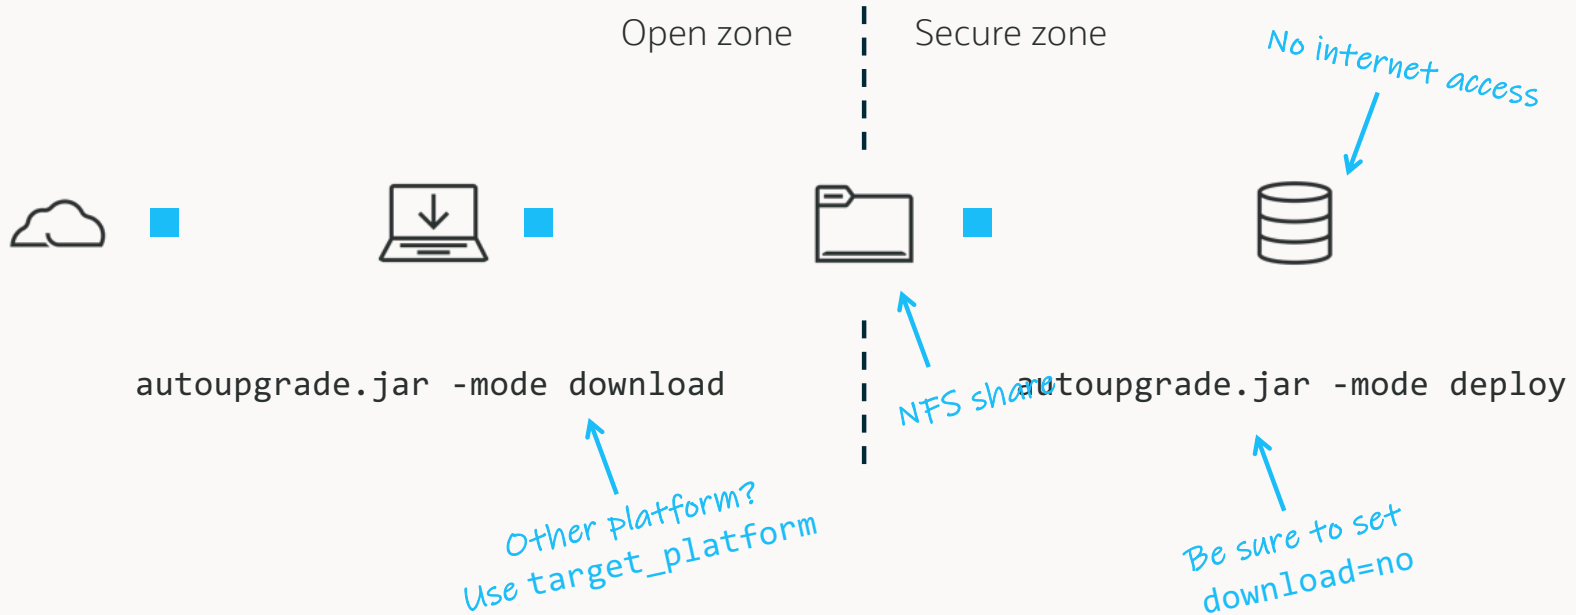 Open zone
Secure zone
No internet access
autoupgrade.jar -mode download
NFS share
autoupgrade.jar -mode deploy
Other platform?
Use target_platform
Be sure to set
download=no